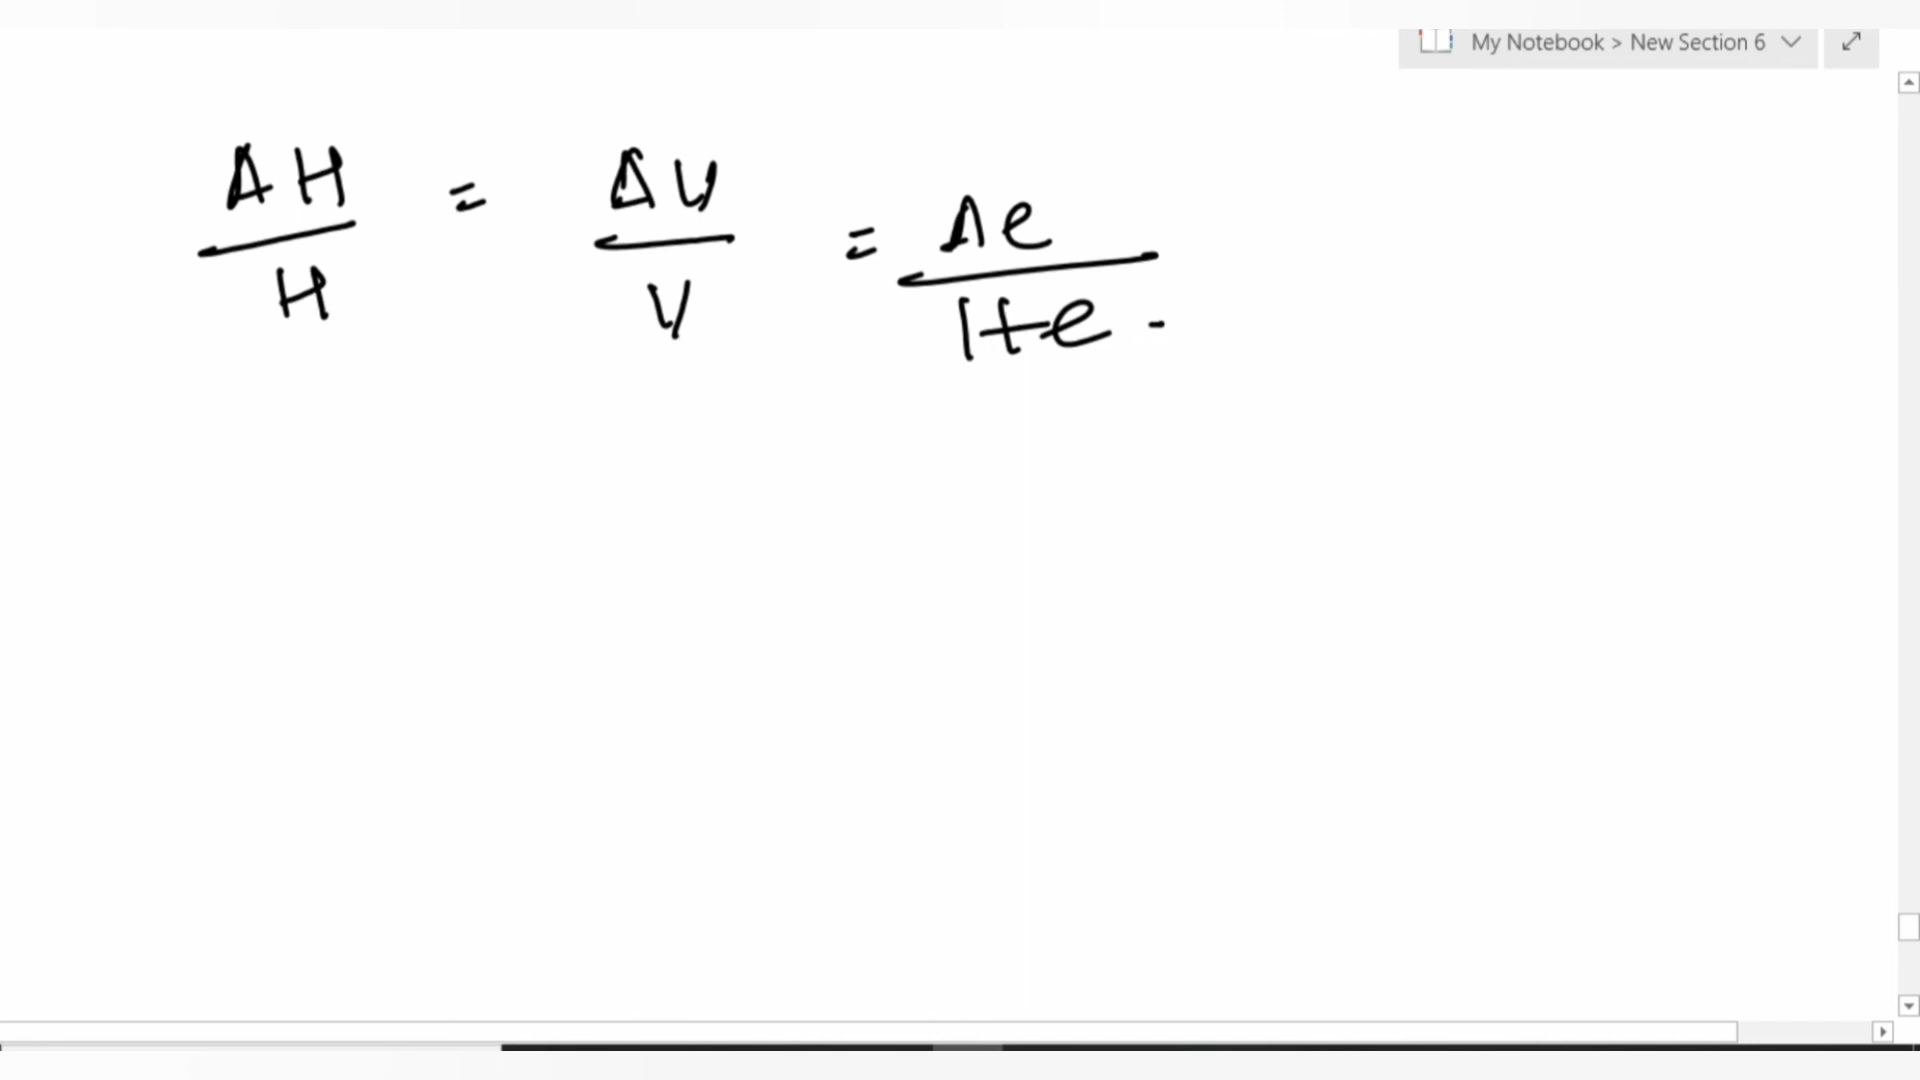 My Notebook > New Section 6
ΔH/H = ΔV/V = Δe/1+e